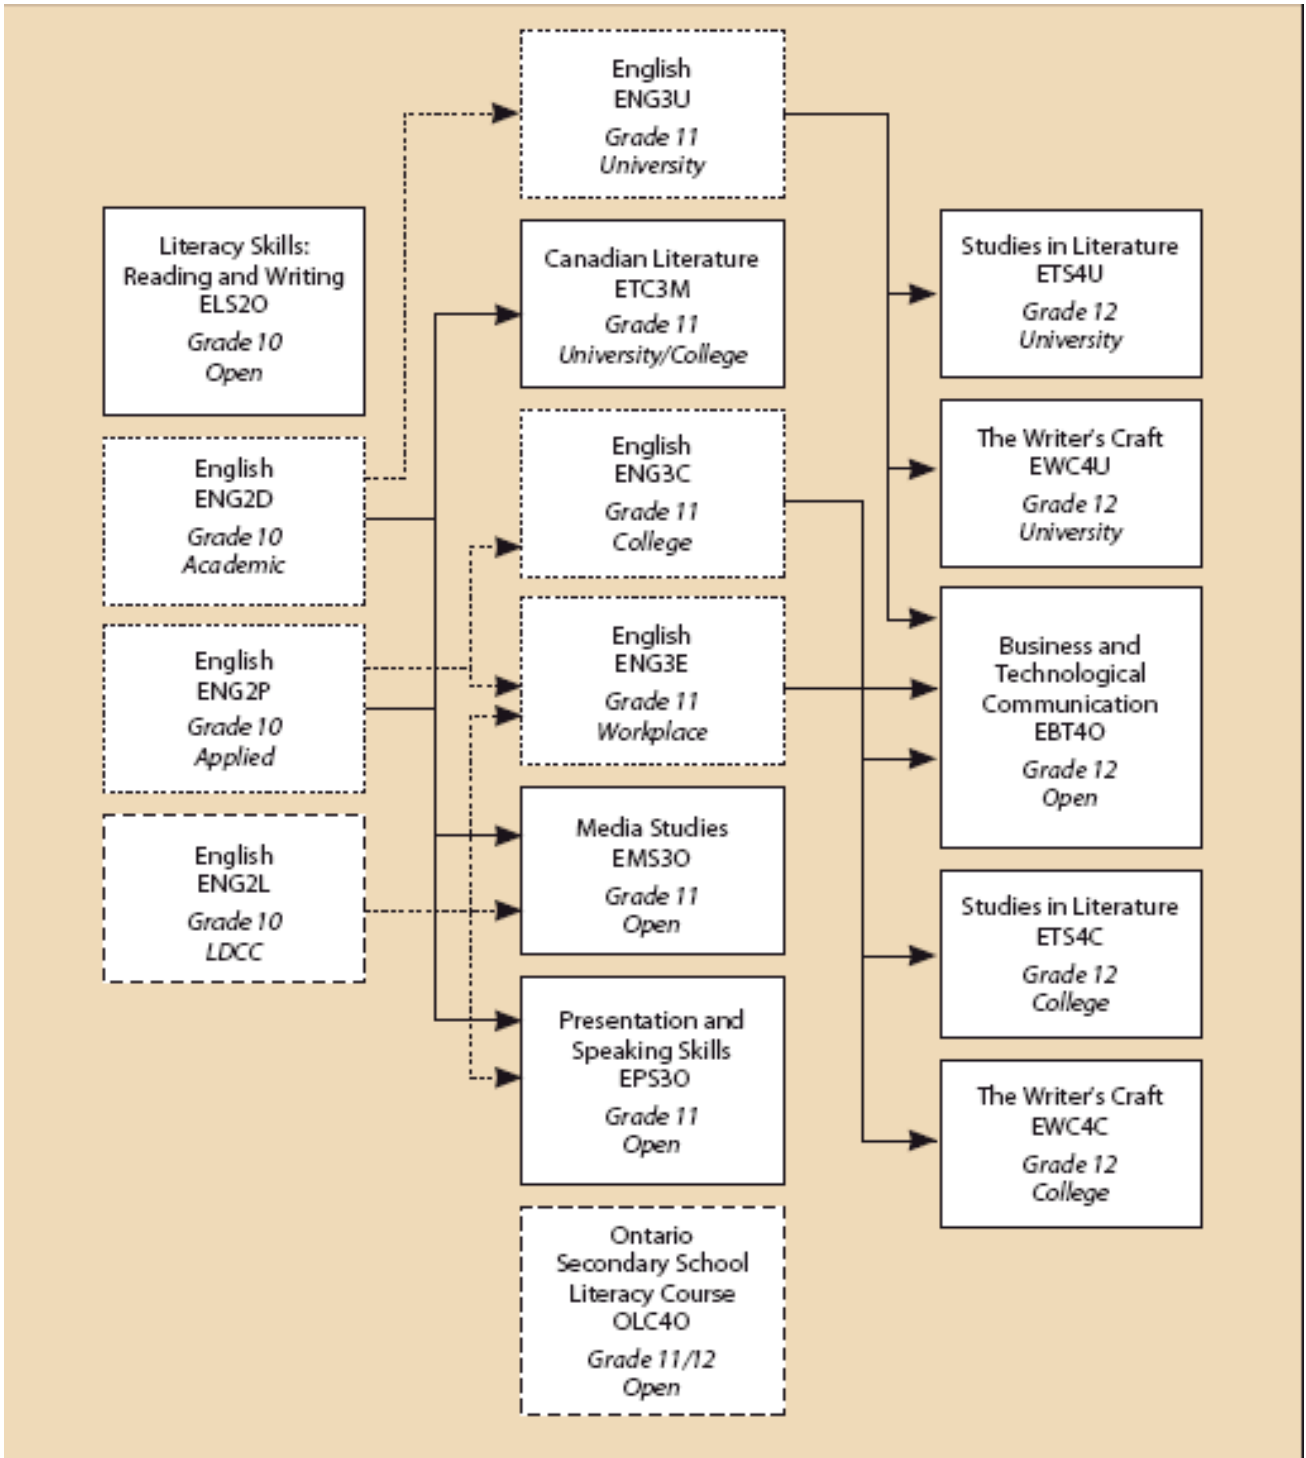 English
ENG3U
Grade 11
University
Literacy Skills:
Reading and Writing
ELS2O
Grade 10
Open
Canadian Literature
ETC3M
Grade 11
University/College
Studies in Literature
ETS4U
Grade 12
University
English
ENG2D
Grade 10
Academic
English
ENG3C
Grade 11
College
The Writer's Craft
EWC4U
Grade 12
University
English
ENG2P
Grade 10
Applied
English
ENG3E
Grade 11
Workplace
Business and
Technological
Communication
EBT4O
Grade 12
Open
English
ENG2L
Grade 10
LDCC
Media Studies
EMS3O
Grade 11
Open
Studies in Literature
ETS4C
Grade 12
College
Presentation and
Speaking Skills
EPS3O
Grade 11
Open
The Writer's Craft
EWC4C
Grade 12
College
Ontario
Secondary School
Literacy Course
OLC4O
Grade 11/12
Open